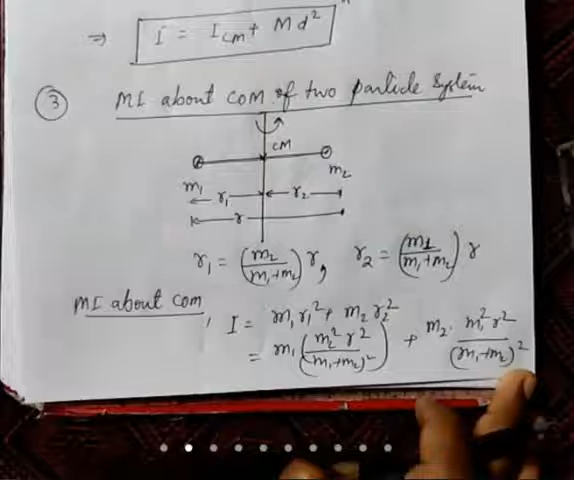 ⇒ I = I_CM + Md²
③ MI about COM of two particle System
CM
m₁ m₂
r₁ r₂
r
r₁ = (m₂/(m₁+m₂)) r, r₂ = (m₁/(m₁+m₂)) r
MI about com, I = m₁r₁² + m₂r₂²
= m₁ (m₂²r²/(m₁+m₂)²) + m₂ · m₁²r²/(m₁+m₂)²